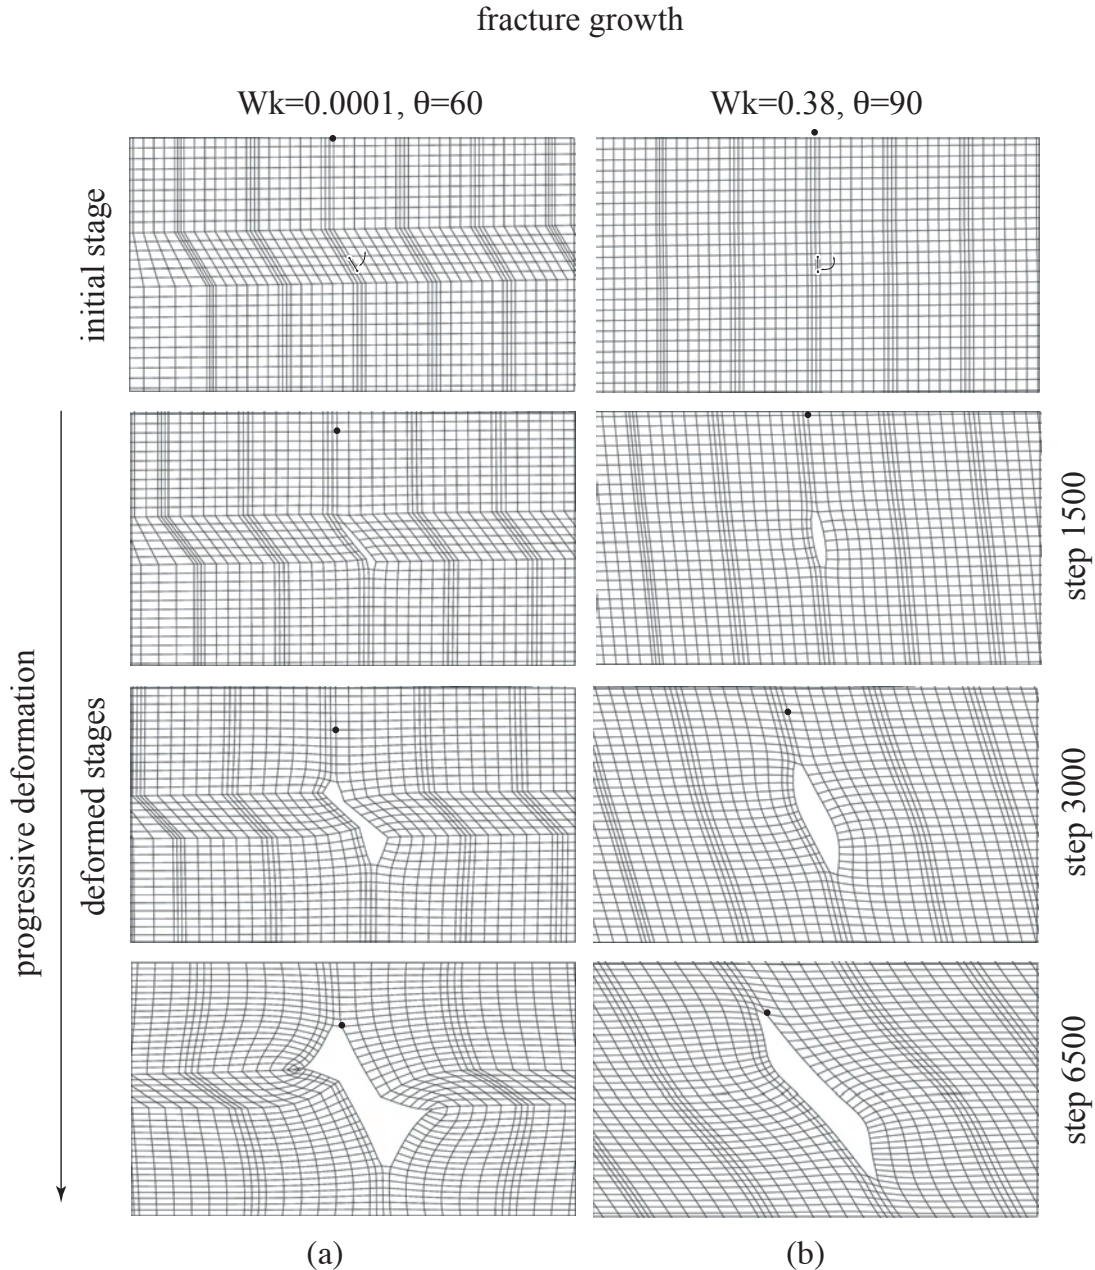 fracture growth
Wk=0.0001, θ=60
Wk=0.38, θ=90
initial stage
progressive deformation
deformed stages
step 1500
step 3000
step 6500
(a)
(b)